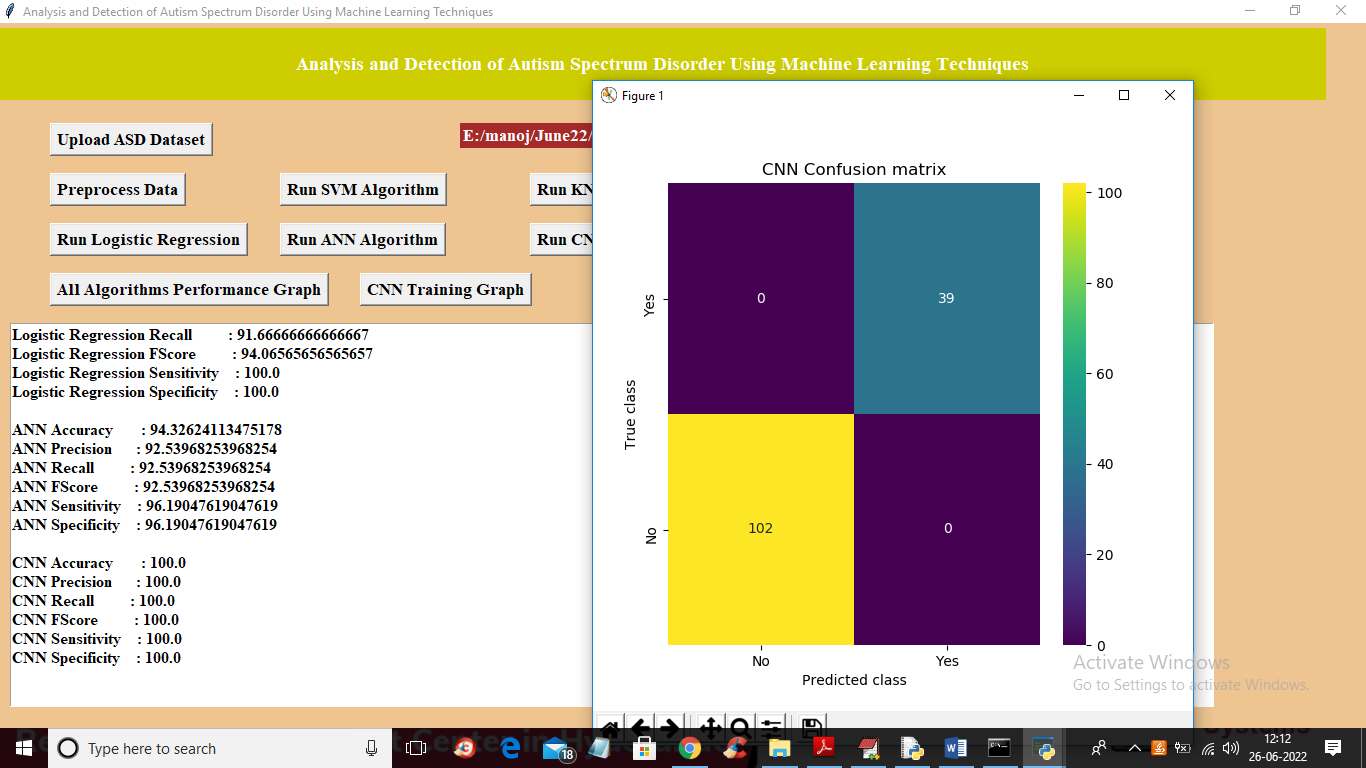 Analysis and Detection of Autism Spectrum Disorder Using Machine Learning Techniques
Analysis and Detection of Autism Spectrum Disorder Using Machine Learning Techniques
Upload ASD Dataset
E:/manoj/June22/
Preprocess Data
Run SVM Algorithm
Run KN
Run Logistic Regression
Run ANN Algorithm
Run CN
All Algorithms Performance Graph
CNN Training Graph
Logistic Regression Recall : 91.66666666666667
Logistic Regression FScore : 94.06565656565657
Logistic Regression Sensitivity : 100.0
Logistic Regression Specificity : 100.0
ANN Accuracy : 94.32624113475178
ANN Precision : 92.53968253968254
ANN Recall : 92.53968253968254
ANN FScore : 92.53968253968254
ANN Sensitivity : 96.19047619047619
ANN Specificity : 96.19047619047619
CNN Accuracy : 100.0
CNN Precision : 100.0
CNN Recall : 100.0
CNN FScore : 100.0
CNN Sensitivity : 100.0
CNN Specificity : 100.0
Figure 1
CNN Confusion matrix
True class
Yes
0
39
No
102
0
No
Yes
Predicted class
100
80
60
40
20
0
Activate Windows
Go to Settings to activate Windows.
Type here to search
18
12:12
26-06-2022